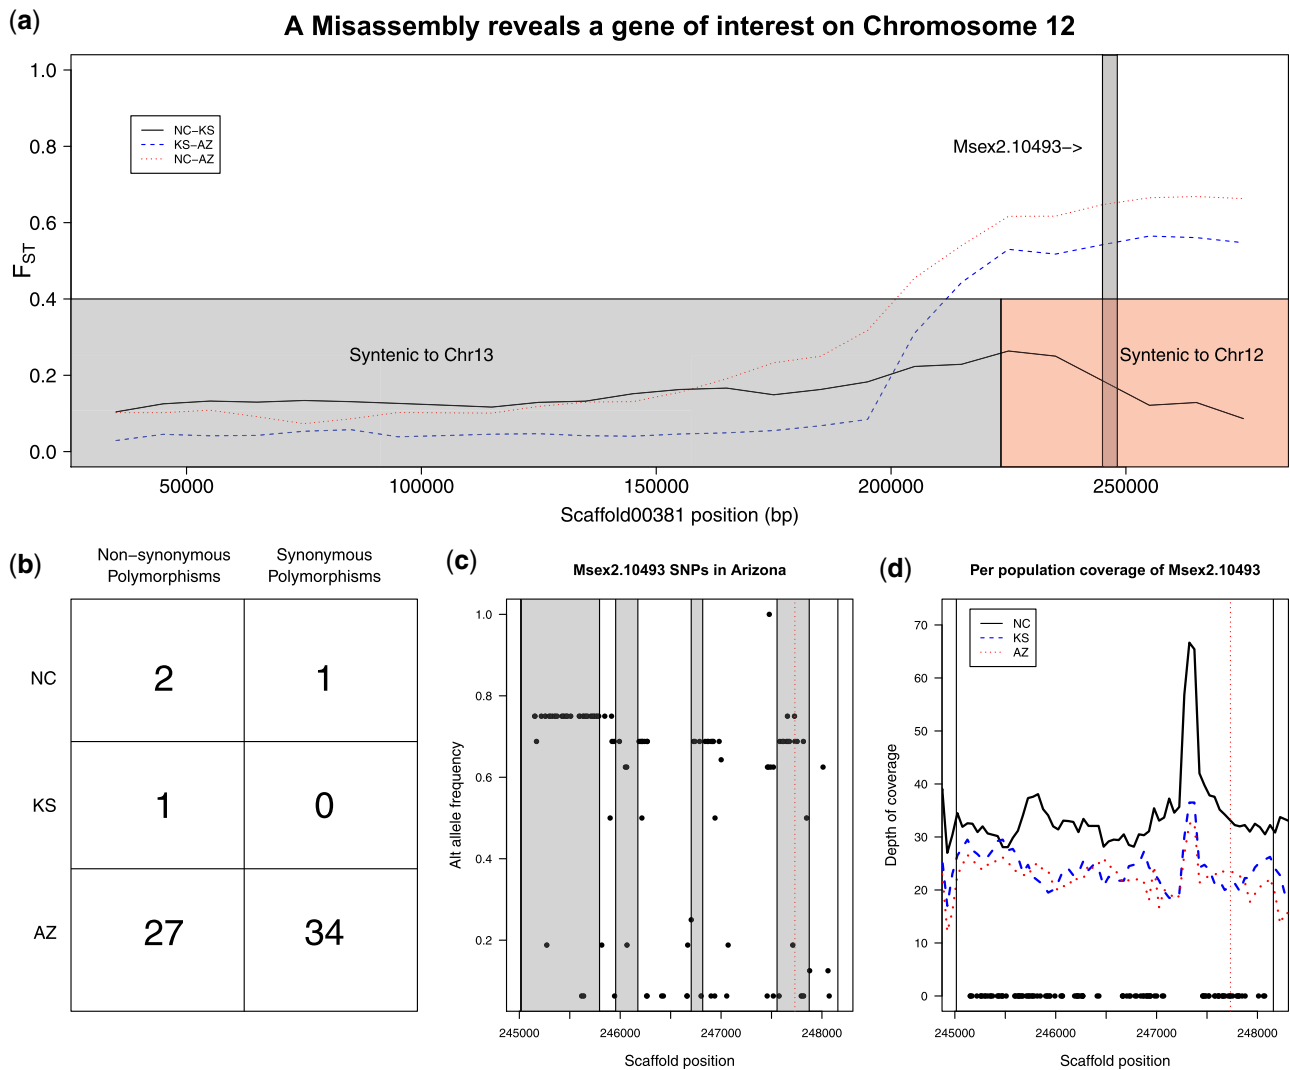 (a)
A Misassembly reveals a gene of interest on Chromosome 12
1.0
0.8
0.6
0.4
0.2
0.0
FST
NC−KS
KS−AZ
NC−AZ
Msex2.10493−>
Syntenic to Chr13
Syntenic to Chr12
50000 100000 150000 200000 250000
Scaffold00381 position (bp)
(b)
Non−synonymous
Polymorphisms
Synonymous
Polymorphisms
NC 2 1
KS 1 0
AZ 27 34
(c)
Msex2.10493 SNPs in Arizona
1.0
0.8
0.6
0.4
0.2
Alt allele frequency
245000 246000 247000 248000
Scaffold position
(d)
Per population coverage of Msex2.10493
NC
KS
AZ
70
60
50
40
30
20
10
0
Depth of coverage
245000 246000 247000 248000
Scaffold position